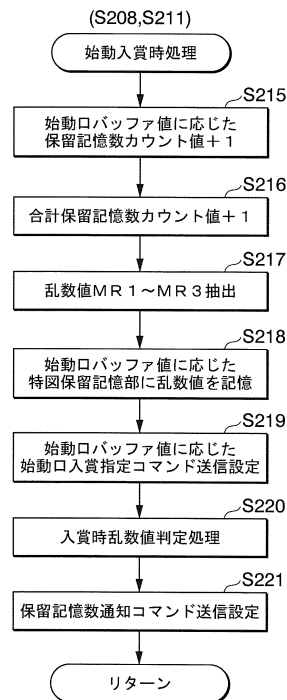 (S208,S211)
始動入賞時処理
S215
始動口バッファ値に応じた
保留記憶数カウント値＋１
S216
合計保留記憶数カウント値＋１
S217
乱数値ＭＲ１～ＭＲ３抽出
S218
始動口バッファ値に応じた
特図保留記憶部に乱数値を記憶
S219
始動口バッファ値に応じた
始動口入賞指定コマンド送信設定
S220
入賞時乱数値判定処理
S221
保留記憶数通知コマンド送信設定
リターン